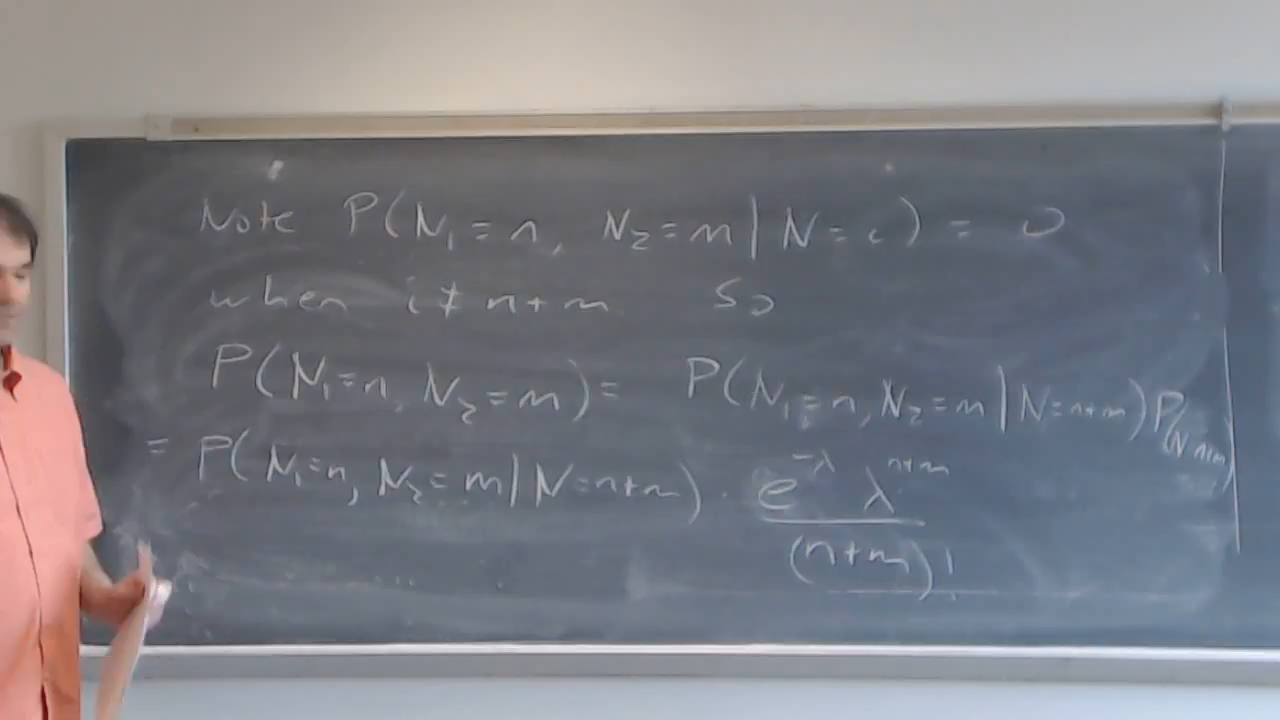 Note P(N₁=n, N₂=m|N=i) = 0
when i≠n+m so
P(N₁=n, N₂=m)= P(N₁=n, N₂=m|N=n+m)P(N=n+m)
= P(N₁=n, N₂=m|N=n+m) · e^{-λ} λ^{n+m}
(n+m)!